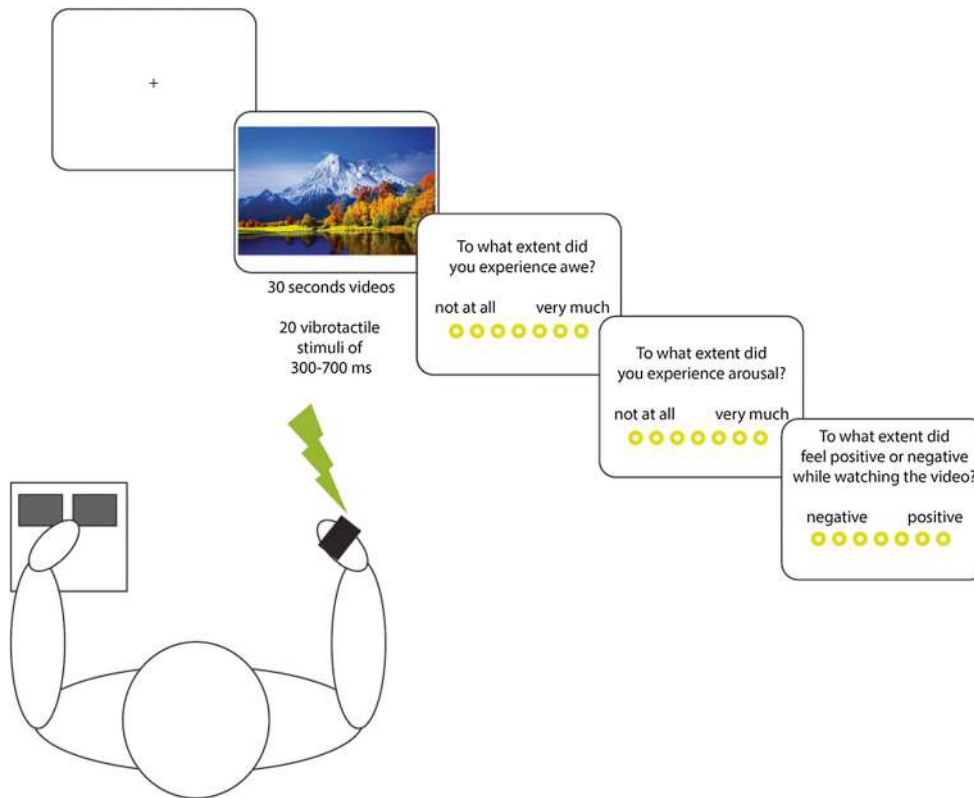 +
30 seconds videos
20 vibrotactile
stimuli of
300-700 ms
To what extent did
you experience awe?
not at all very much
To what extent did
you experience arousal?
not at all very much
To what extent did
feel positive or negative
while watching the video?
negative positive